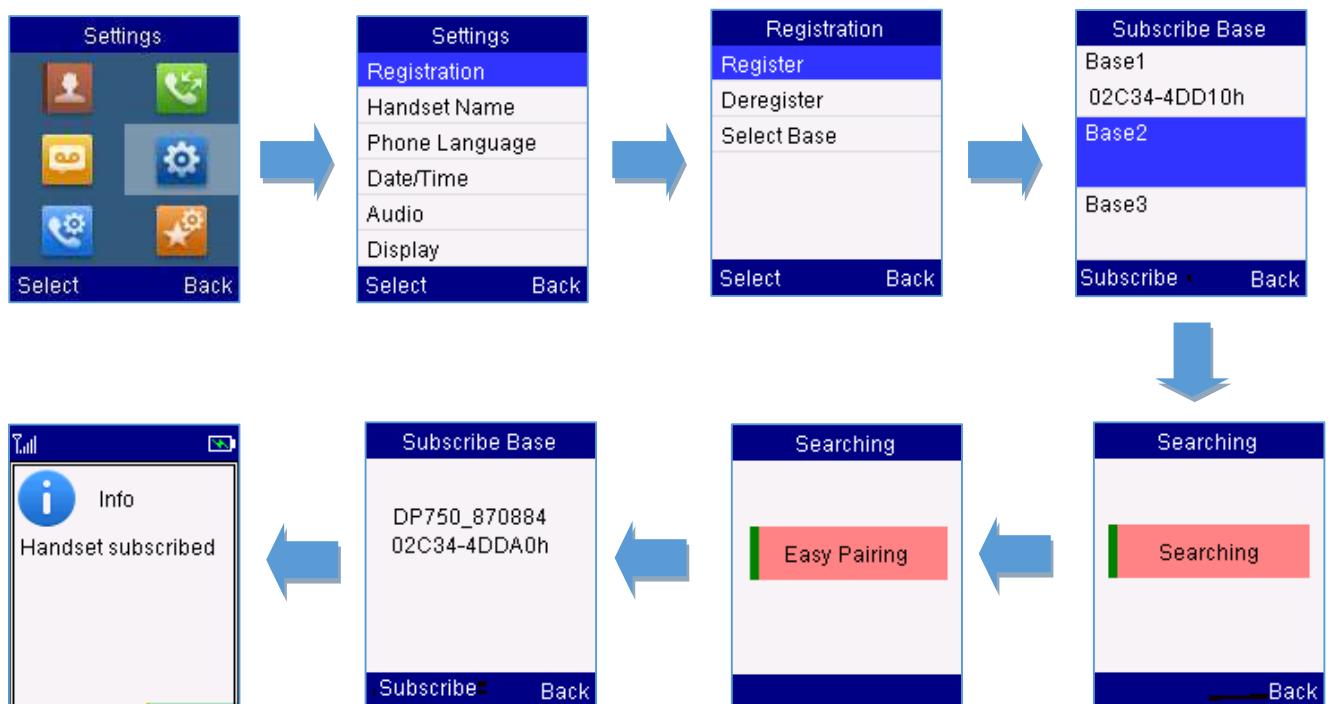 Settings
Select Back
Settings
Registration
Handset Name
Phone Language
Date/Time
Audio
Display
Select Back
Registration
Register
Deregister
Select Base
Select Back
Subscribe Base
Base1
02C34-4DD10h
Base2
Base3
Subscribe Back
Searching
Searching
Back
Searching
Easy Pairing
Subscribe Base
DP750_870884
02C34-4DDA0h
Subscribe Back
Info
Handset subscribed